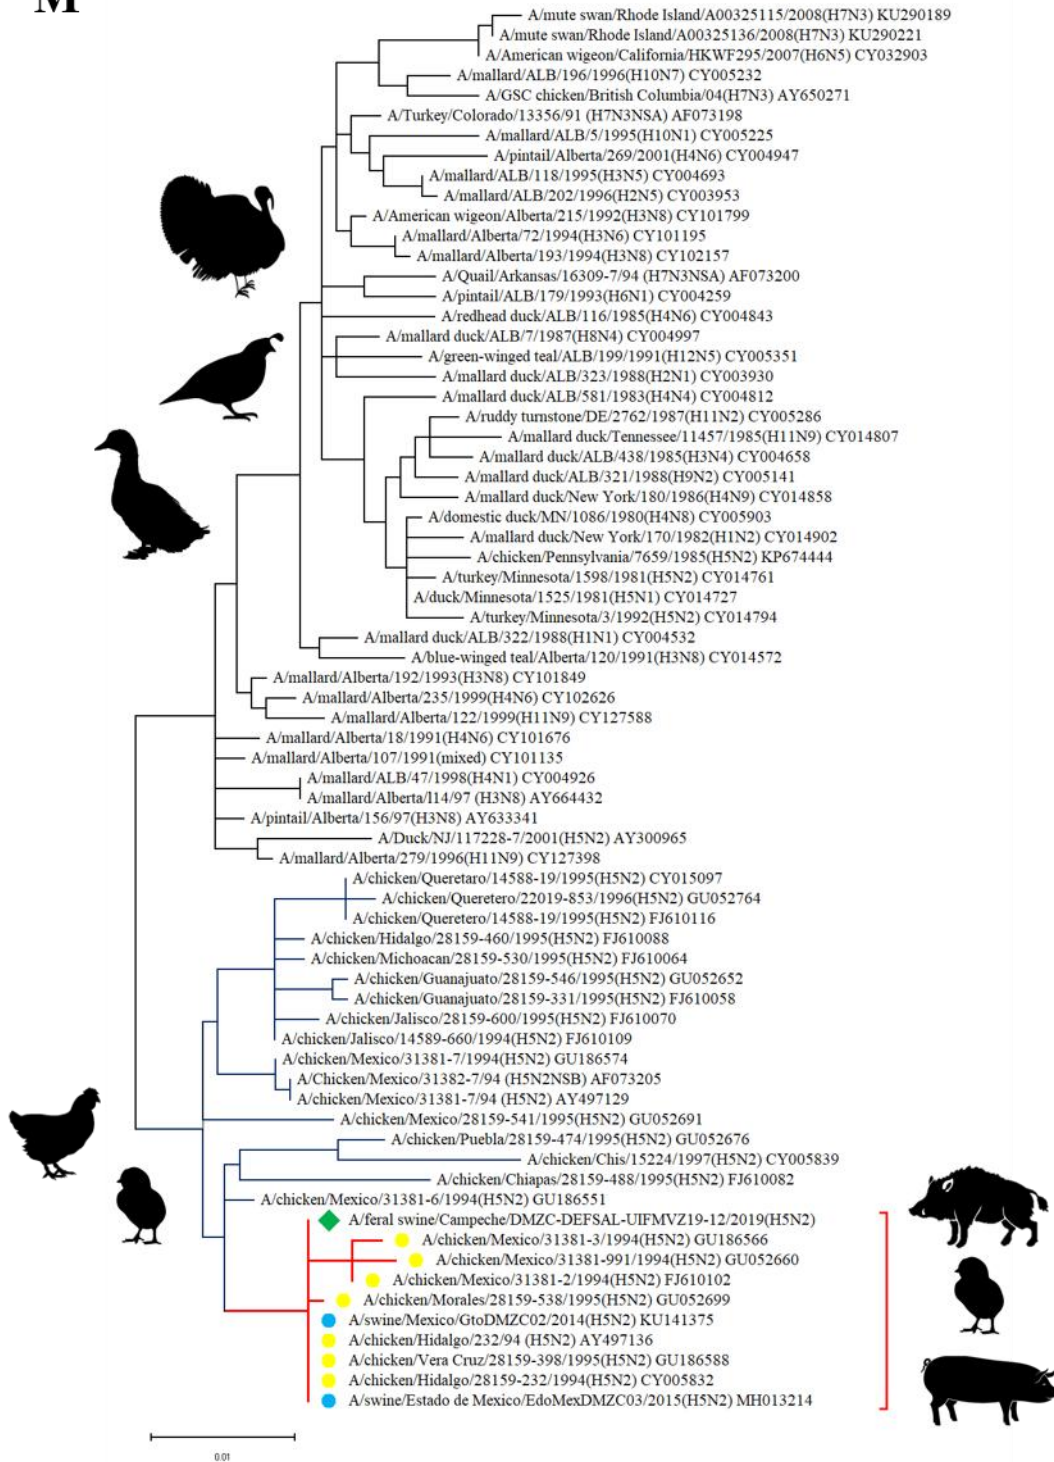 M
A/mute swan/Rhode Island/A00325115/2008(H7N3) KU290189
A/mute swan/Rhode Island/A00325136/2008(H7N3) KU290221
A/American wigeon/California/HKWF295/2007(H6N5) CY032903
A/mallard/ALB/196/1996(H10N7) CY005232
A/GSC chicken/British Columbia/04(H7N3) AY650271
A/Turkey/Colorado/13356/91 (H7N3NSA) AF073198
A/mallard/ALB/5/1995(H10N1) CY005225
A/pintail/Alberta/269/2001(H4N6) CY004947
A/mallard/ALB/118/1995(H3N5) CY004693
A/mallard/ALB/202/1996(H2N5) CY003953
A/American wigeon/Alberta/215/1992(H3N8) CY101799
A/mallard/Alberta/72/1994(H3N6) CY101195
A/mallard/Alberta/193/1994(H3N8) CY102157
A/Quail/Arkansas/16309-7/94 (H7N3NSA) AF073200
A/pintail/ALB/179/1993(H6N1) CY004259
A/redhead duck/ALB/116/1985(H4N6) CY004843
A/mallard duck/ALB/7/1987(H8N4) CY004997
A/green-winged teal/ALB/199/1991(H12N5) CY005351
A/mallard duck/ALB/323/1988(H2N1) CY003930
A/mallard duck/ALB/581/1983(H4N4) CY004812
A/ruddy turnstone/DE/2762/1987(H11N2) CY005286
A/mallard duck/Tennessee/11457/1985(H11N9) CY014807
A/mallard duck/ALB/438/1985(H3N4) CY004658
A/mallard duck/ALB/321/1988(H9N2) CY005141
A/mallard duck/New York/180/1986(H4N9) CY014858
A/domestic duck/MN/1086/1980(H4N8) CY005903
A/mallard duck/New York/170/1982(H1N2) CY014902
A/chicken/Pennsylvania/7659/1985(H5N2) KP674444
A/turkey/Minnesota/1598/1981(H5N2) CY014761
A/duck/Minnesota/1525/1981(H5N1) CY014727
A/turkey/Minnesota/3/1992(H5N2) CY014794
A/mallard duck/ALB/322/1988(H1N1) CY004532
A/blue-winged teal/Alberta/120/1991(H3N8) CY014572
A/mallard/Alberta/192/1993(H3N8) CY101849
A/mallard/Alberta/235/1999(H4N6) CY102626
A/mallard/Alberta/122/1999(H11N9) CY127588
A/mallard/Alberta/18/1991(H4N6) CY101676
A/mallard/Alberta/107/1991(mixed) CY101135
A/mallard/ALB/47/1998(H4N1) CY004926
A/mallard/Alberta/l14/97 (H3N8) AY664432
A/pintail/Alberta/156/97(H3N8) AY633341
A/Duck/NJ/117228-7/2001(H5N2) AY300965
A/mallard/Alberta/279/1996(H11N9) CY127398
A/chicken/Queretaro/14588-19/1995(H5N2) CY015097
A/chicken/Queretero/22019-853/1996(H5N2) GU052764
A/chicken/Queretero/14588-19/1995(H5N2) FJ610116
A/chicken/Hidalgo/28159-460/1995(H5N2) FJ610088
A/chicken/Michoacan/28159-530/1995(H5N2) FJ610064
A/chicken/Guanajuato/28159-546/1995(H5N2) GU052652
A/chicken/Guanajuato/28159-331/1995(H5N2) FJ610058
A/chicken/Jalisco/28159-600/1995(H5N2) FJ610070
A/chicken/Jalisco/14589-660/1994(H5N2) FJ610109
A/chicken/Mexico/31381-7/1994(H5N2) GU186574
A/Chicken/Mexico/31382-7/94 (H5N2NSB) AF073205
A/chicken/Mexico/31381-7/94 (H5N2) AY497129
A/chicken/Mexico/28159-541/1995(H5N2) GU052691
A/chicken/Puebla/28159-474/1995(H5N2) GU052676
A/chicken/Chis/15224/1997(H5N2) CY005839
A/chicken/Chiapas/28159-488/1995(H5N2) FJ610082
A/chicken/Mexico/31381-6/1994(H5N2) GU186551
A/feral swine/Campeche/DMZC-DEFSAL-UIFMVZ19-12/2019(H5N2)
A/chicken/Mexico/31381-3/1994(H5N2) GU186566
A/chicken/Mexico/31381-991/1994(H5N2) GU052660
A/chicken/Mexico/31381-2/1994(H5N2) FJ610102
A/chicken/Morales/28159-538/1995(H5N2) GU052699
A/swine/Mexico/GtoDMZC02/2014(H5N2) KU141375
A/chicken/Hidalgo/232/94 (H5N2) AY497136
A/chicken/Vera Cruz/28159-398/1995(H5N2) GU186588
A/chicken/Hidalgo/28159-232/1994(H5N2) CY005832
A/swine/Estado de Mexico/EdoMexDMZC03/2015(H5N2) MH013214
0.01